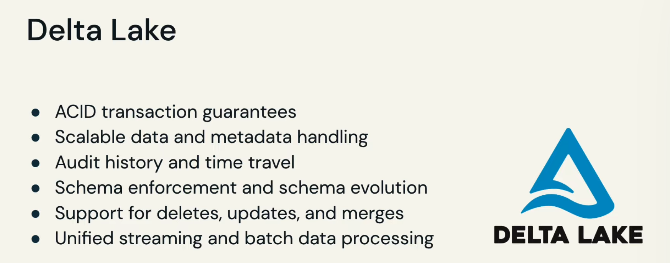 Delta Lake
● ACID transaction guarantees
● Scalable data and metadata handling
● Audit history and time travel
● Schema enforcement and schema evolution
● Support for deletes, updates, and merges
● Unified streaming and batch data processing
DELTA LAKE